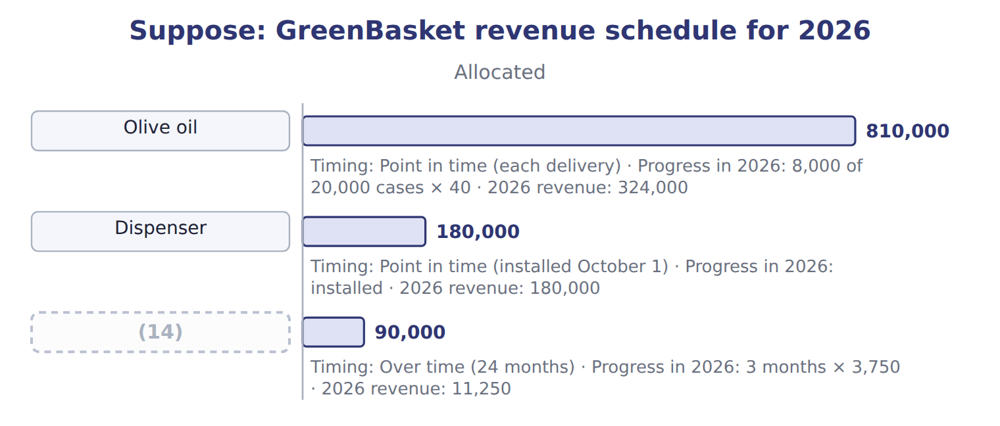 Suppose: GreenBasket revenue schedule for 2026
Allocated
Olive oil
810,000
Timing: Point in time (each delivery) · Progress in 2026: 8,000 of
20,000 cases × 40 · 2026 revenue: 324,000
Dispenser
180,000
Timing: Point in time (installed October 1) · Progress in 2026:
installed · 2026 revenue: 180,000
(14)
90,000
Timing: Over time (24 months) · Progress in 2026: 3 months × 3,750
· 2026 revenue: 11,250